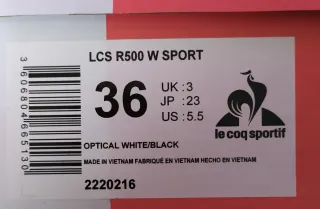 LCS R500 W SPORT
36
UK : 3
JP : 23
US : 5.5
le coq sportif
OPTICAL WHITE/BLACK
MADE IN VIETNAM FABRIQUÉ EN VIETNAM HECHO EN VIETNAM
2220216
3606804665130